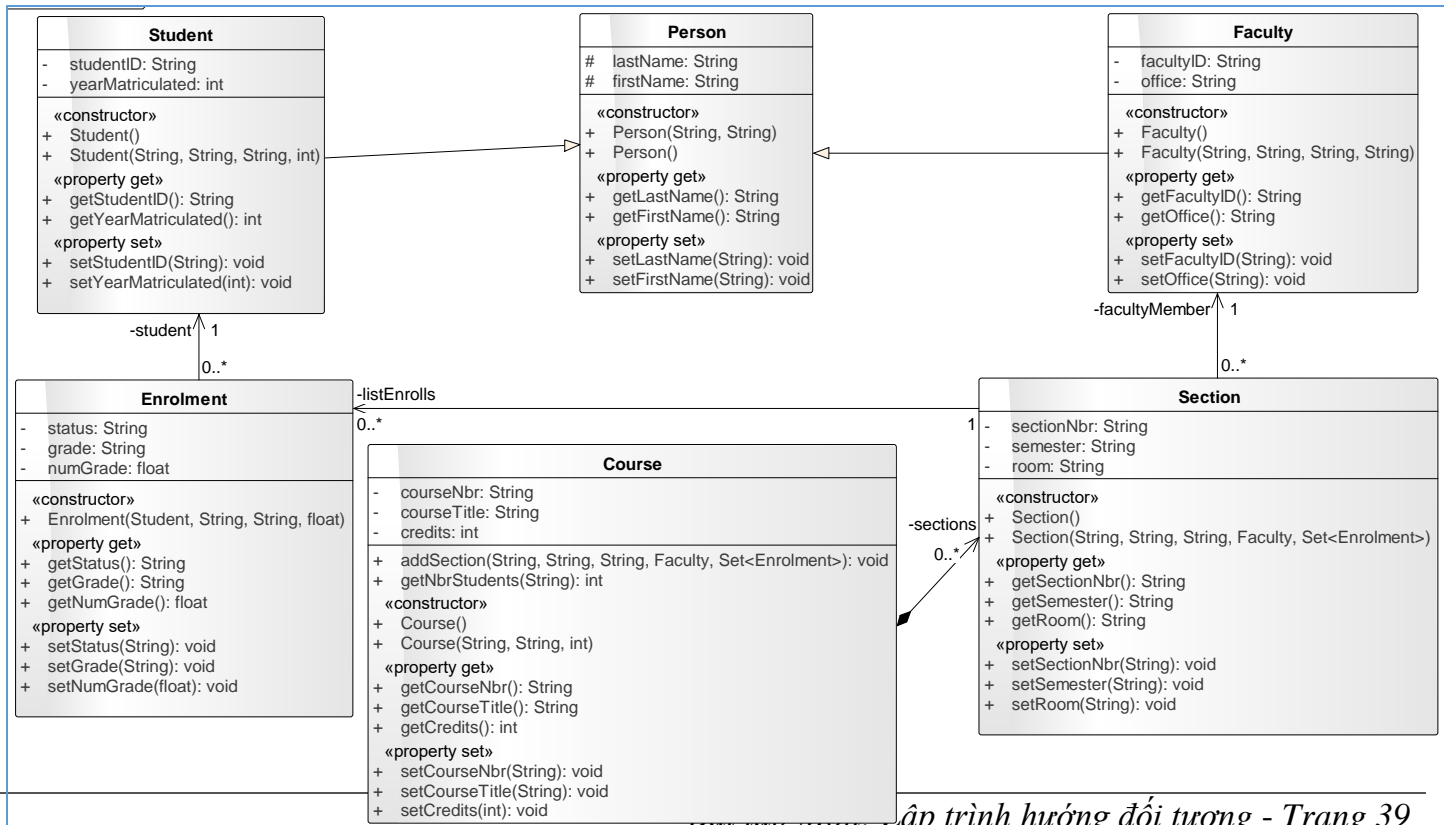 Student
- studentID: String
- yearMatriculated: int
«constructor»
+ Student()
+ Student(String, String, String, int)
«property get»
+ getStudentID(): String
+ getYearMatriculated(): int
«property set»
+ setStudentID(String): void
+ setYearMatriculated(int): void
Person
# lastName: String
# firstName: String
«constructor»
+ Person(String, String)
+ Person()
«property get»
+ getLastName(): String
+ getFirstName(): String
«property set»
+ setLastName(String): void
+ setFirstName(String): void
Faculty
- facultyID: String
- office: String
«constructor»
+ Faculty()
+ Faculty(String, String, String, String)
«property get»
+ getFacultyID(): String
+ getOffice(): String
«property set»
+ setFacultyID(String): void
+ setOffice(String): void
-student 1
0..*
-facultyMember 1
0..*
Enrolment
- status: String
- grade: String
- numGrade: float
«constructor»
+ Enrolment(Student, String, String, float)
«property get»
+ getStatus(): String
+ getGrade(): String
+ getNumGrade(): float
«property set»
+ setStatus(String): void
+ setGrade(String): void
+ setNumGrade(float): void
-listEnrolls
0..*
1
Course
- courseNbr: String
- courseTitle: String
- credits: int
+ addSection(String, String, String, Faculty, Set<Enrolment>): void
+ getNbrStudents(String): int
«constructor»
+ Course()
+ Course(String, String, int)
«property get»
+ getCourseNbr(): String
+ getCourseTitle(): String
+ getCredits(): int
«property set»
+ setCourseNbr(String): void
+ setCourseTitle(String): void
+ setCredits(int): void
-sections
0..*
Section
- sectionNbr: String
- semester: String
- room: String
«constructor»
+ Section()
+ Section(String, String, String, Faculty, Set<Enrolment>)
«property get»
+ getSectionNbr(): String
+ getSemester(): String
+ getRoom(): String
«property set»
+ setSectionNbr(String): void
+ setSemester(String): void
+ setRoom(String): void
trình hướng đối tượng - Trang 39